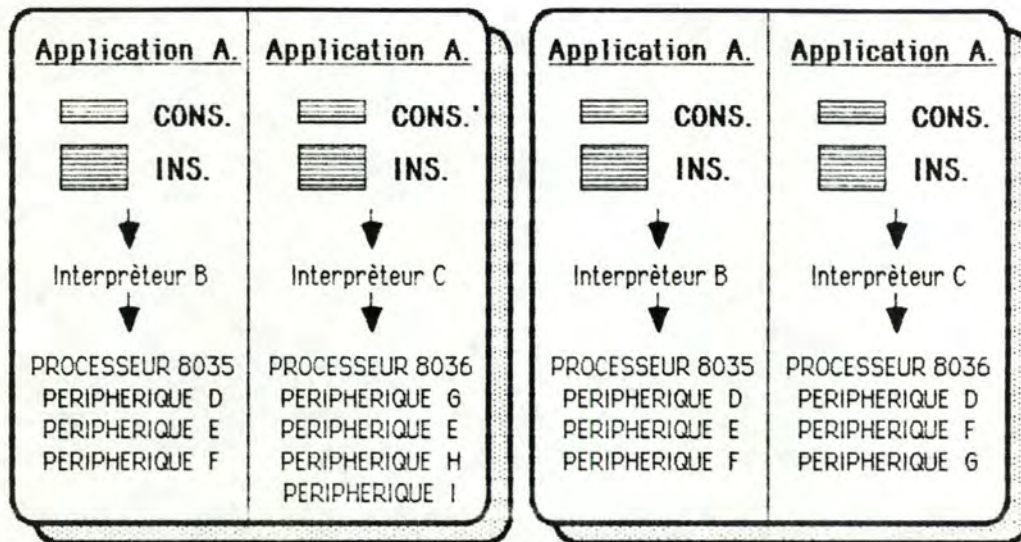 Application A.
CONS.
INS.
Interprèteur B
PROCESSEUR 8035
PERIPHERIQUE D
PERIPHERIQUE E
PERIPHERIQUE F
Application A.
CONS.'
INS.
Interprèteur C
PROCESSEUR 8036
PERIPHERIQUE G
PERIPHERIQUE E
PERIPHERIQUE H
PERIPHERIQUE I
Application A.
CONS.
INS.
Interprèteur B
PROCESSEUR 8035
PERIPHERIQUE D
PERIPHERIQUE E
PERIPHERIQUE F
Application A.
CONS.
INS.
Interprèteur C
PROCESSEUR 8036
PERIPHERIQUE D
PERIPHERIQUE F
PERIPHERIQUE G